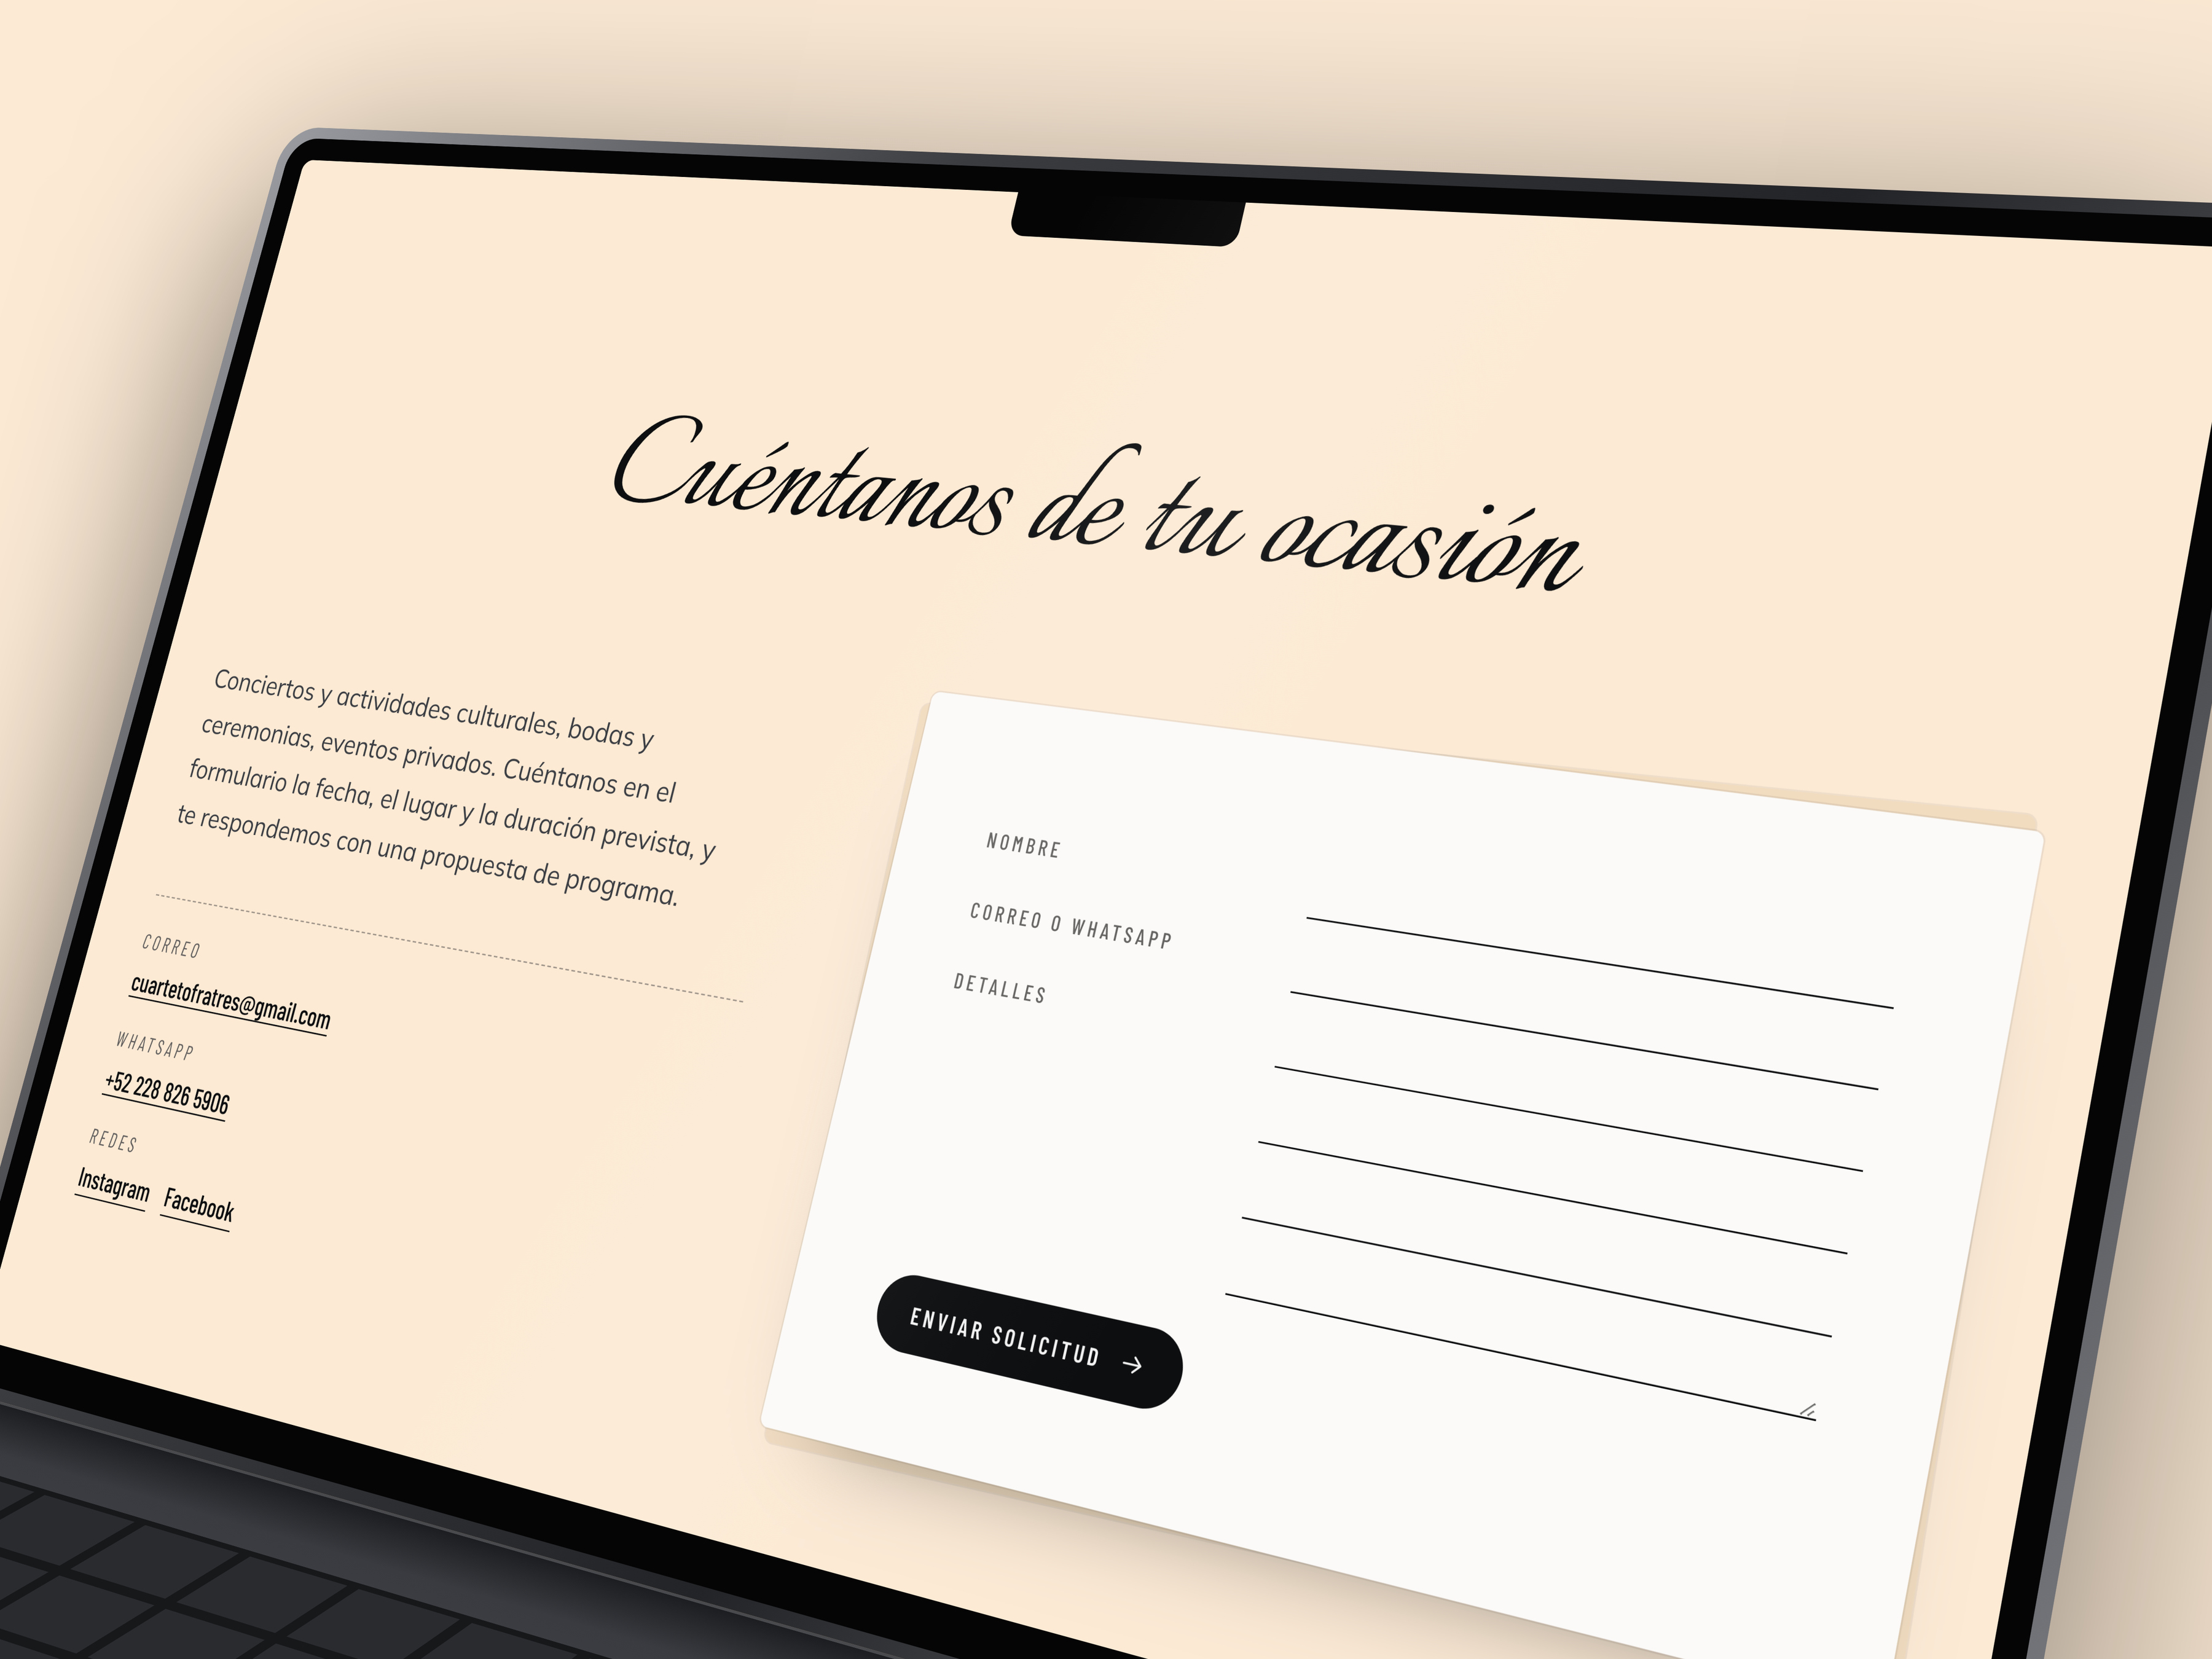 Cuéntanos de tu ocasión
Conciertos y actividades culturales, bodas y
ceremonias, eventos privados. Cuéntanos en el
formulario la fecha, el lugar y la duración prevista, y
te respondemos con una propuesta de programa.
CORREO
cuartetofratres@gmail.com
WHATSAPP
+52 228 826 5906
REDES
Instagram Facebook
NOMBRE
CORREO O WHATSAPP
DETALLES
ENVIAR SOLICITUD →